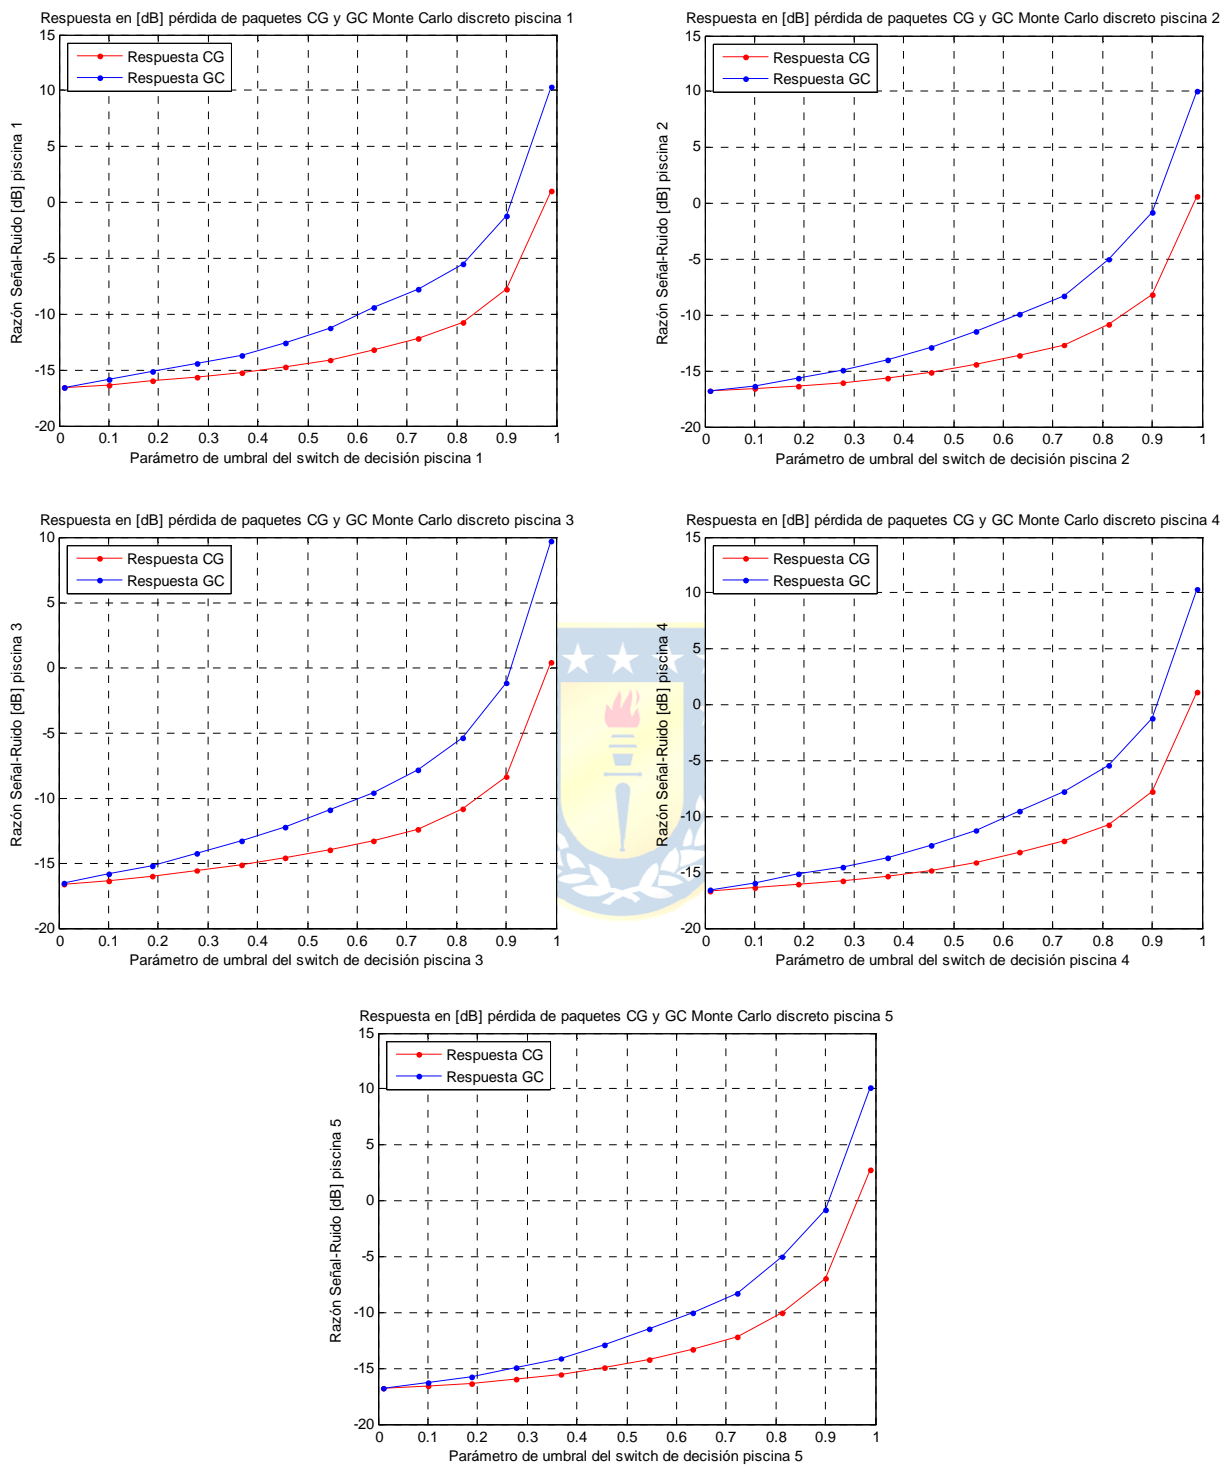 Respuesta en [dB] pérdida de paquetes CG y GC Monte Carlo discreto piscina 1
Respuesta CG
Respuesta GC
Razón Señal-Ruido [dB] piscina 1
15
10
5
0
-5
-10
-15
-20
0 0.1 0.2 0.3 0.4 0.5 0.6 0.7 0.8 0.9 1
Parámetro de umbral del switch de decisión piscina 1
Respuesta en [dB] pérdida de paquetes CG y GC Monte Carlo discreto piscina 2
Respuesta CG
Respuesta GC
Razón Señal-Ruido [dB] piscina 2
15
10
5
0
-5
-10
-15
-20
0 0.1 0.2 0.3 0.4 0.5 0.6 0.7 0.8 0.9 1
Parámetro de umbral del switch de decisión piscina 2
Respuesta en [dB] pérdida de paquetes CG y GC Monte Carlo discreto piscina 3
Respuesta CG
Respuesta GC
Razón Señal-Ruido [dB] piscina 3
10
5
0
-5
-10
-15
-20
0 0.1 0.2 0.3 0.4 0.5 0.6 0.7 0.8 0.9 1
Parámetro de umbral del switch de decisión piscina 3
Respuesta en [dB] pérdida de paquetes CG y GC Monte Carlo discreto piscina 4
Respuesta CG
Respuesta GC
Razón Señal-Ruido [dB] piscina 4
15
10
5
0
-5
-10
-15
-20
0 0.1 0.2 0.3 0.4 0.5 0.6 0.7 0.8 0.9 1
Parámetro de umbral del switch de decisión piscina 4
Respuesta en [dB] pérdida de paquetes CG y GC Monte Carlo discreto piscina 5
Respuesta CG
Respuesta GC
Razón Señal-Ruido [dB] piscina 5
15
10
5
0
-5
-10
-15
-20
0 0.1 0.2 0.3 0.4 0.5 0.6 0.7 0.8 0.9 1
Parámetro de umbral del switch de decisión piscina 5